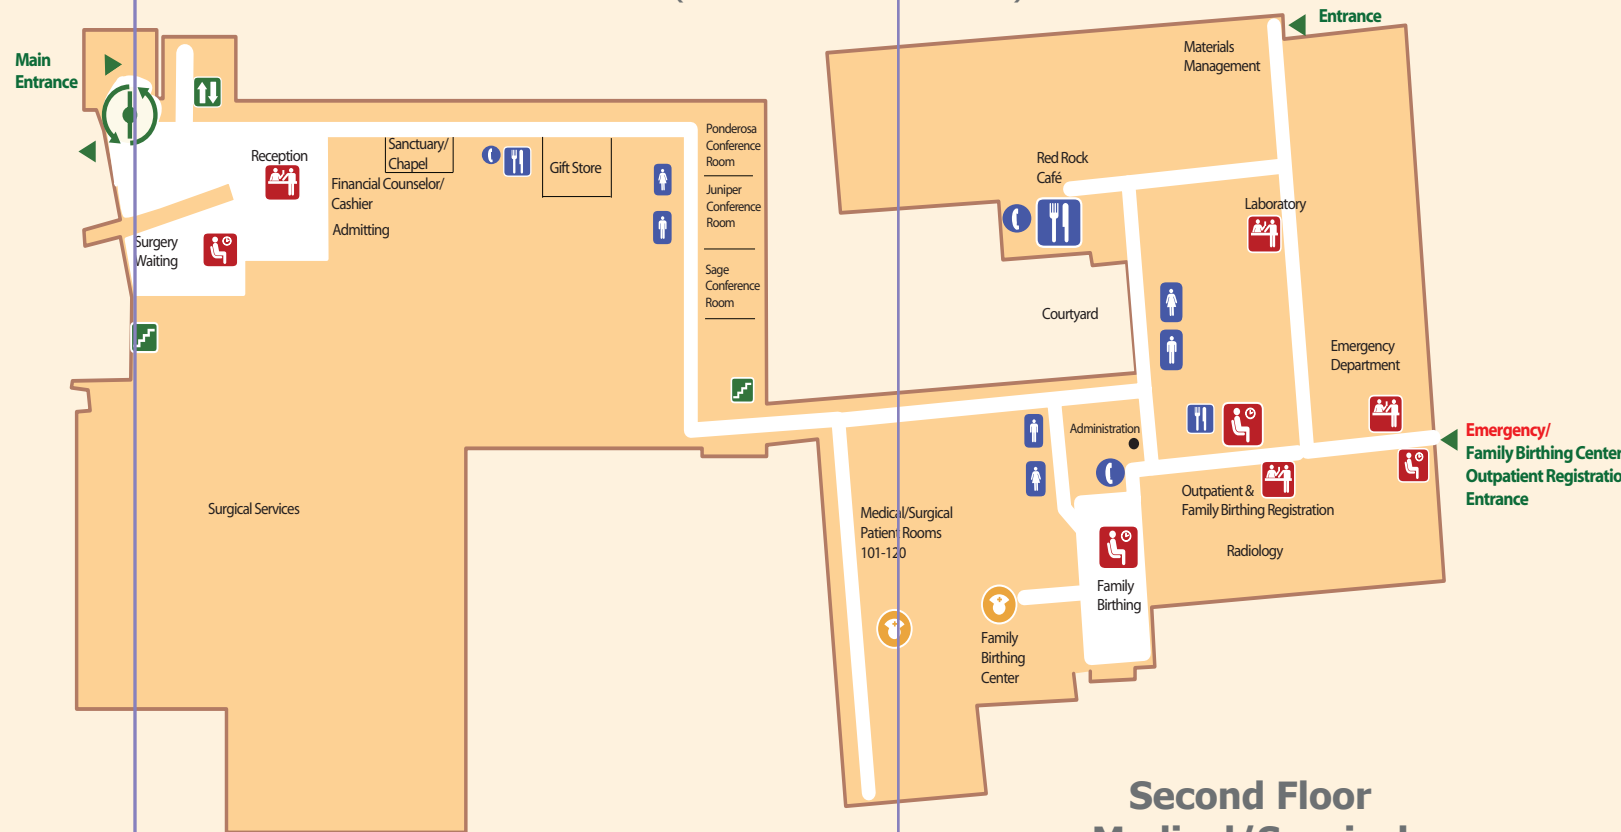 Entrance
Main
Entrance
Materials
Management
Ponderosa
Conference
Room
Sanctuary/
Chapel
Reception
Gift Store
Red Rock
Café
Financial Counselor/
Cashier
Juniper
Conference
Room
Laboratory
Admitting
Surgery
Waiting
Sage
Conference
Room
Courtyard
Emergency
Department
Administration
Emergency/
Family Birthing Center
Outpatient Registratio
Entrance
Outpatient &
Family Birthing Registration
Surgical Services
Medical/Surgical
Patient Rooms
101-120
Radiology
Family
Birthing
Family
Birthing
Center
Second Floor
Medical/Surgical